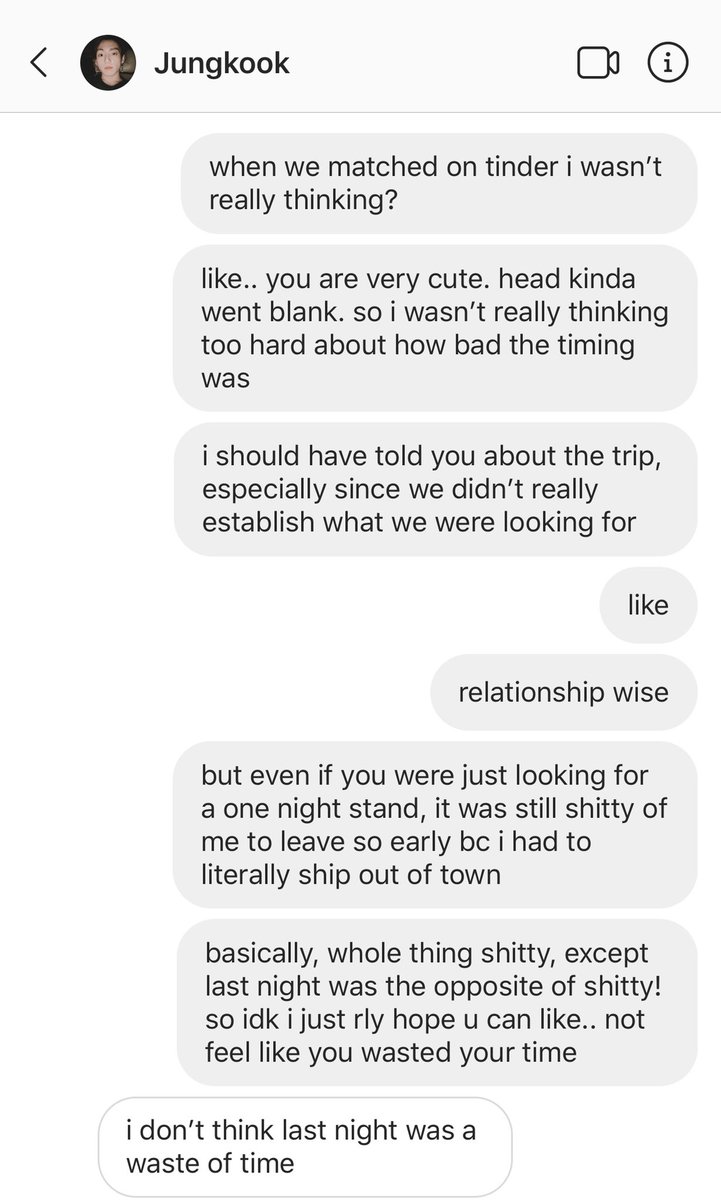 Jungkook
when we matched on tinder i wasn't
really thinking?
like.. you are very cute. head kinda
went blank. so i wasn't really thinking
too hard about how bad the timing
was
i should have told you about the trip,
especially since we didn't really
establish what we were looking for
like
relationship wise
but even if you were just looking for
a one night stand, it was still shitty of
me to leave so early bc i had to
literally ship out of town
basically, whole thing shitty, except
last night was the opposite of shitty!
so idk i just rly hope u can like.. not
feel like you wasted your time
i don't think last night was a
waste of time